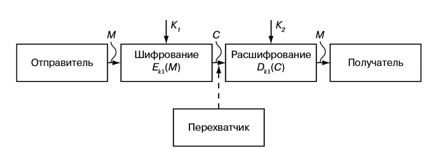 K₁
K₂
M
C
M
Отправитель
Шифрование
Eₖ₁(M)
Расшифрование
Dₖ₁(C)
Получатель
Перехватчик